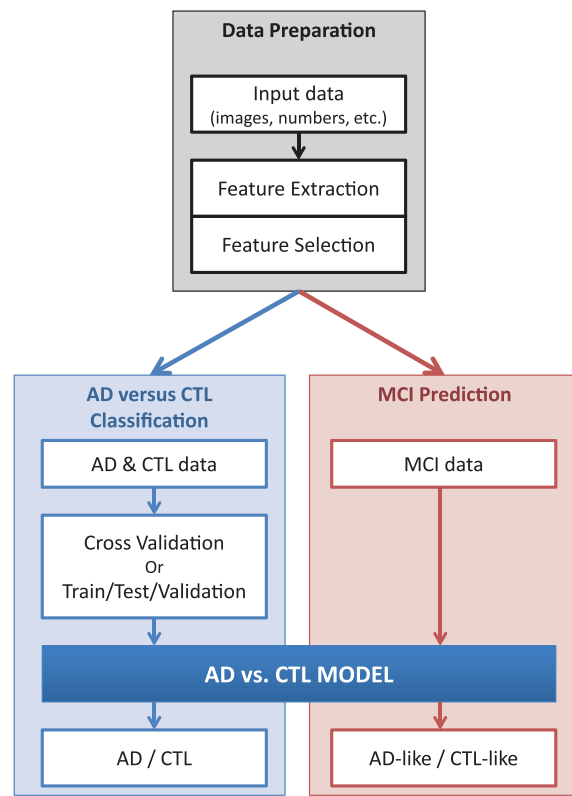 Data Preparation
Input data
(images, numbers, etc.)
Feature Extraction
Feature Selection
AD versus CTL
Classification
AD & CTL data
Cross Validation
Or
Train/Test/Validation
MCI Prediction
MCI data
AD vs. CTL MODEL
AD / CTL
AD-like / CTL-like